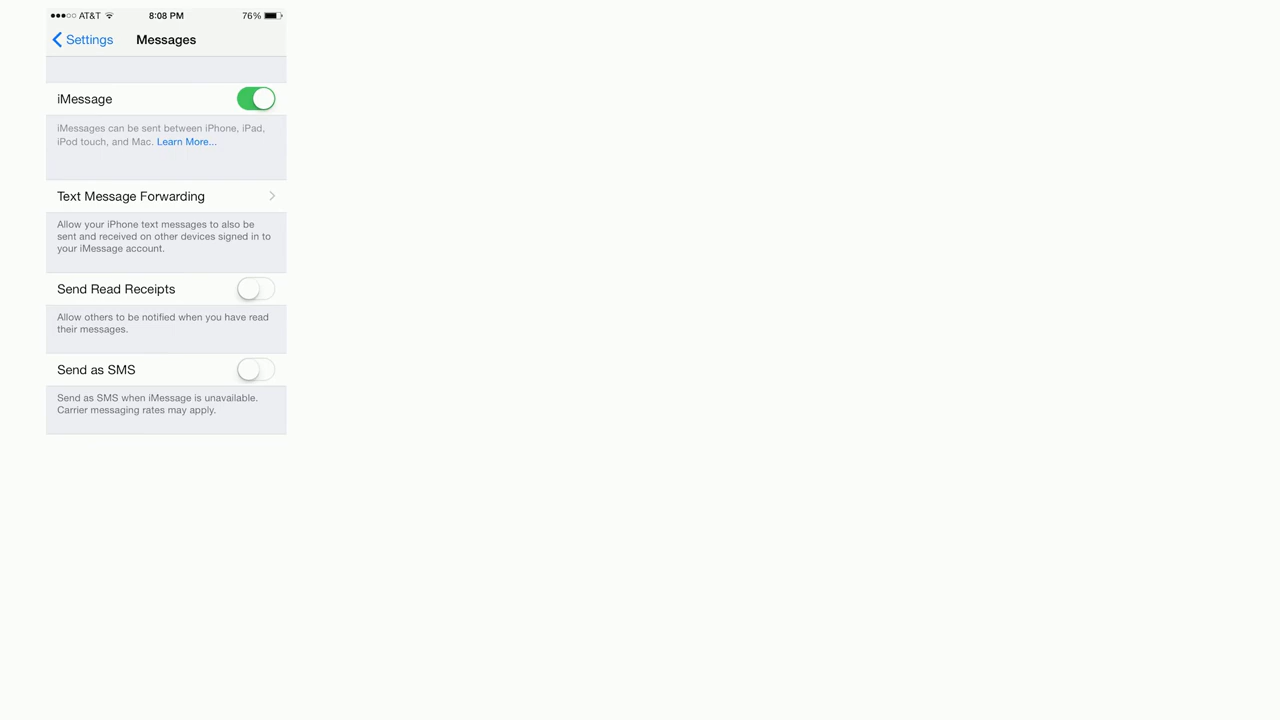 AT&T 8:08 PM 76%
Settings Messages
iMessage
iMessages can be sent between iPhone, iPad,
iPod touch, and Mac. Learn More...
Text Message Forwarding
Allow your iPhone text messages to also be
sent and received on other devices signed in to
your iMessage account.
Send Read Receipts
Allow others to be notified when you have read
their messages.
Send as SMS
Send as SMS when iMessage is unavailable.
Carrier messaging rates may apply.